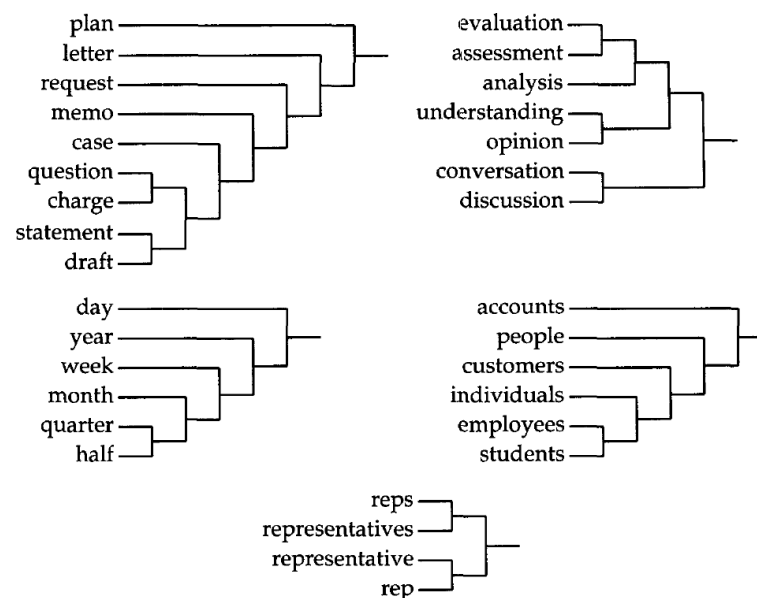 plan
letter
request
memo
case
question
charge
statement
draft
evaluation
assessment
analysis
understanding
opinion
conversation
discussion
day
year
week
month
quarter
half
accounts
people
customers
individuals
employees
students
reps
representatives
representative
rep